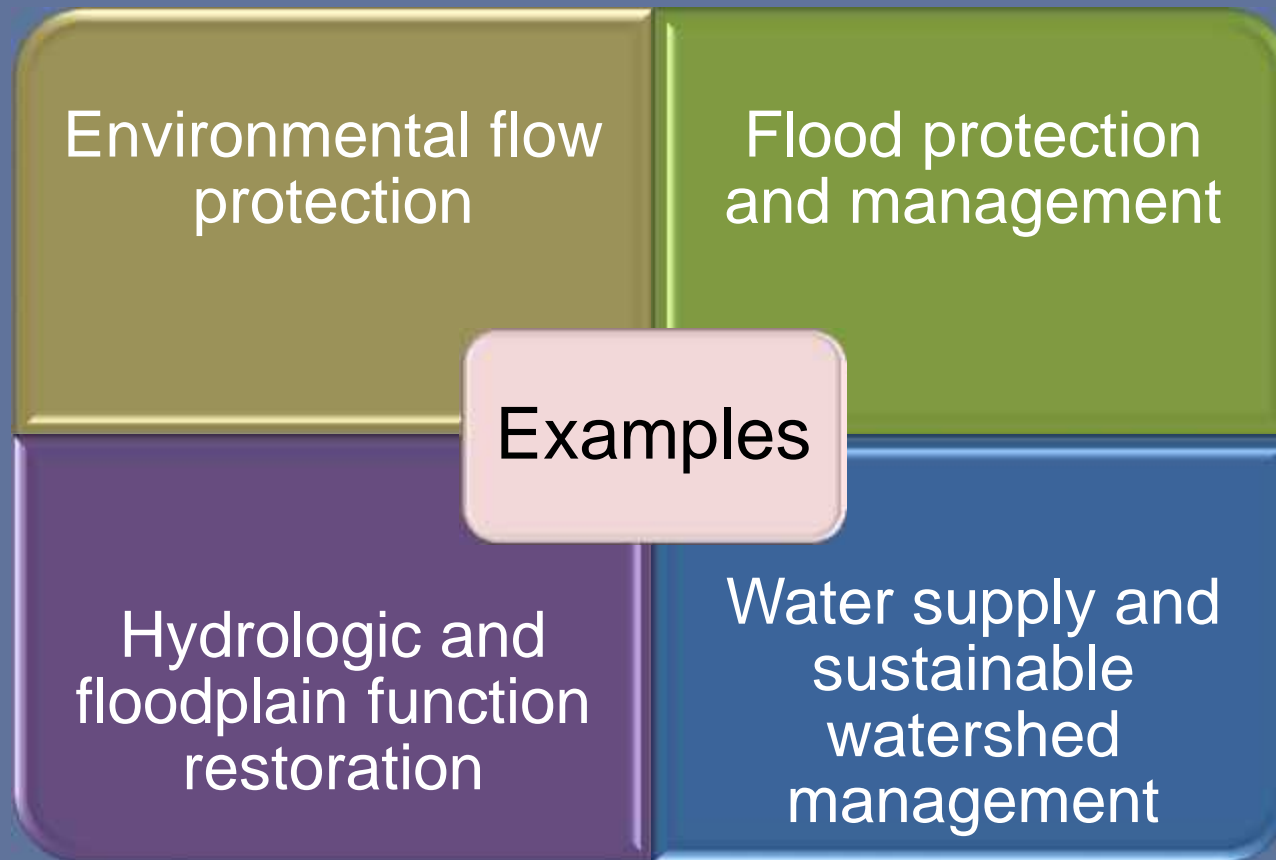 Environmental flow
protection
Flood protection
and management
Examples
Hydrologic and
floodplain function
restoration
Water supply and
sustainable
watershed
management